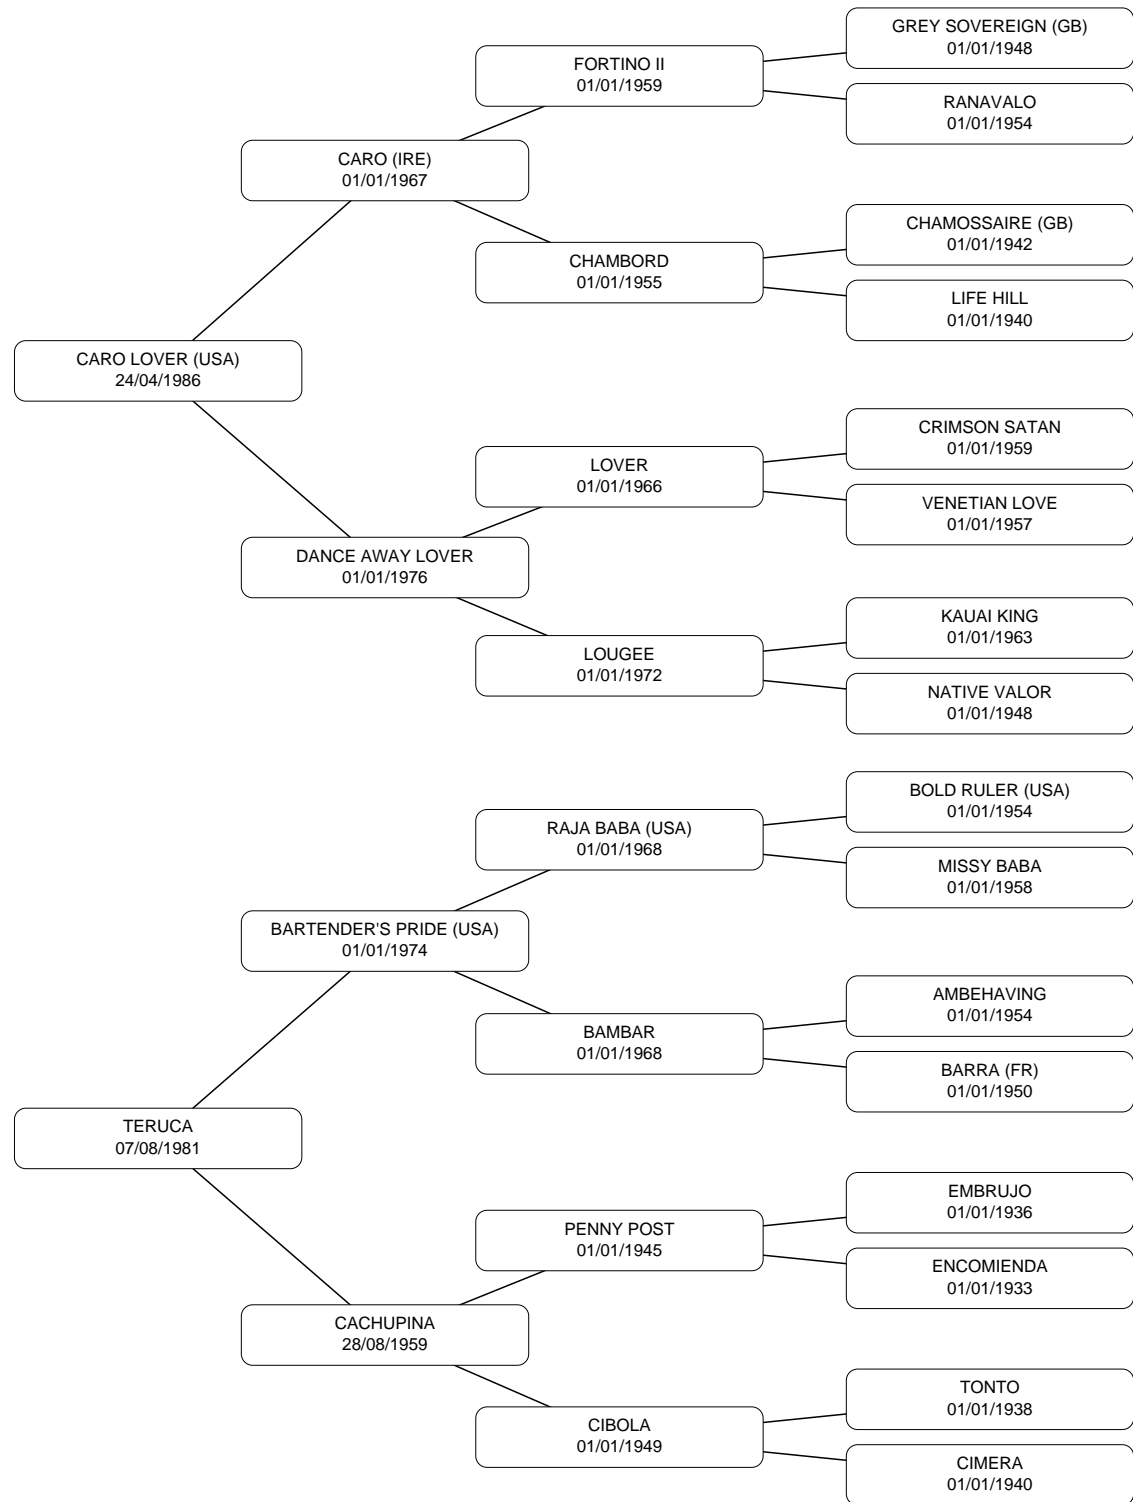 GREY SOVEREIGN (GB)
01/01/1948
FORTINO II
01/01/1959
RANAVALO
01/01/1954
CARO (IRE)
01/01/1967
CHAMOSSAIRE (GB)
01/01/1942
CHAMBORD
01/01/1955
LIFE HILL
01/01/1940
CARO LOVER (USA)
24/04/1986
CRIMSON SATAN
01/01/1959
LOVER
01/01/1966
VENETIAN LOVE
01/01/1957
DANCE AWAY LOVER
01/01/1976
KAUAI KING
01/01/1963
LOUGEE
01/01/1972
NATIVE VALOR
01/01/1948
BOLD RULER (USA)
01/01/1954
RAJA BABA (USA)
01/01/1968
MISSY BABA
01/01/1958
BARTENDER'S PRIDE (USA)
01/01/1974
AMBEHAVING
01/01/1954
BAMBAR
01/01/1968
BARRA (FR)
01/01/1950
TERUCA
07/08/1981
EMBRUJO
01/01/1936
PENNY POST
01/01/1945
ENCOMIENDA
01/01/1933
CACHUPINA
28/08/1959
TONTO
01/01/1938
CIBOLA
01/01/1949
CIMERA
01/01/1940